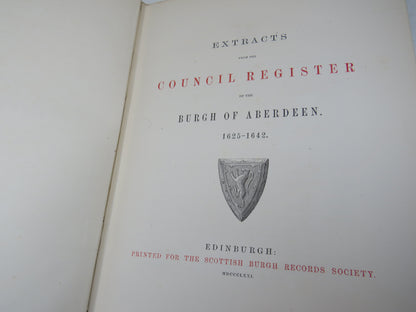 EXTRACTS
FROM THE
COUNCIL REGISTER
OF THE
BURGH OF ABERDEEN.
1625-1642.
EDINBURGH:
PRINTED FOR THE SCOTTISH BURGH RECORDS SOCIETY.
MDCCCLXXI.